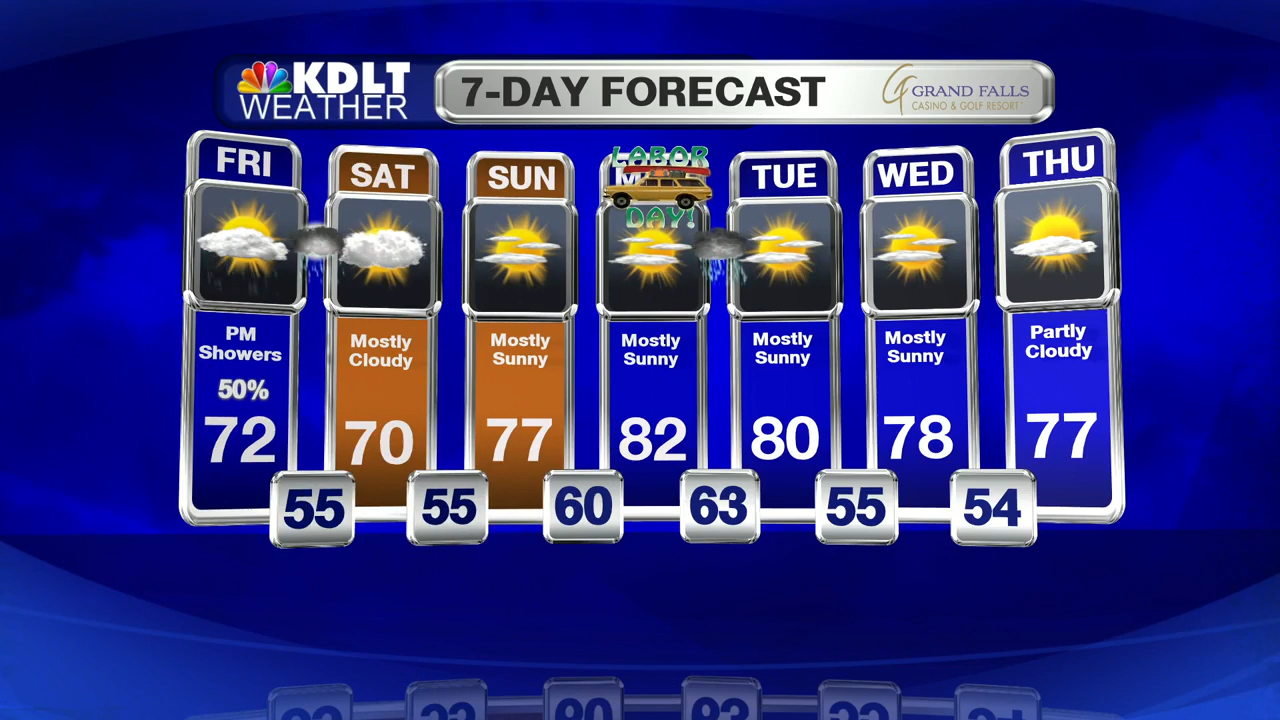 KDLT
WEATHER
7-DAY FORECAST
GRAND FALLS
CASINO & GOLF RESORT
FRI
SAT
SUN
LABOR
DAY!
TUE
WED
THU
PM
Showers
50%
72
Mostly
Cloudy
70
Mostly
Sunny
77
Mostly
Sunny
82
Mostly
Sunny
80
Mostly
Sunny
78
Partly
Cloudy
77
55
55
60
63
55
54